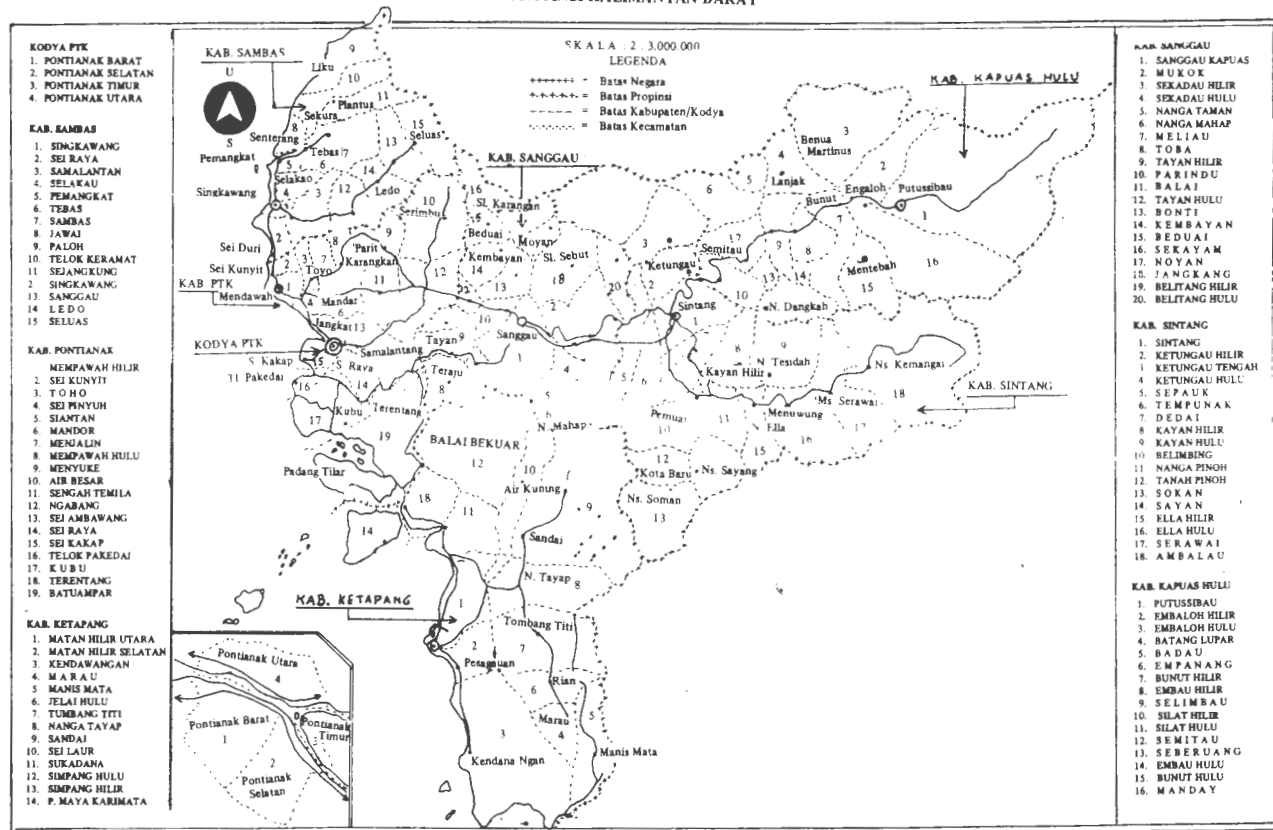 KODYA PTK
1. PONTIANAK BARAT
2. PONTIANAK SELATAN
3. PONTIANAK TIMUR
4. PONTIANAK UTARA
KAB. SAMBAS
1. SINGKAWANG
2. SEI RAYA
3. SAMALANTAN
4. SELAKAU
5. PEMANGKAT
6. TEBAS
7. SAMBAS
8. JAWAI
9. PALOH
10. TELOK KERAMAT
11 SEJANGKUNG
2 SINGKAWANG
13. SANGGAU
14 LEDO
15 SELUAS
KAB. PONTIANAK
MEMPAWAH HILIR
2. SEI KUNYIT
3. TOHO
4. SEI PINYUH
5. SIANTAN
6. MANDOR
7. MENJALIN
8. MEMPAWAH HULU
9. MENYUKE
10. AIR BESAR
11. SENGAH TEMILA
12. NGABANG
13. SEI AMBAWANG
14. SEI RAYA
15. SEI KAKAP
16. TELOK PAKEDAI
17. KUBU
18. TERENTANG
19. BATUAMPAR
KAB. KETAPANG
1. MATAN HILIR UTARA
2. MATAN HILIR SELATAN
3. KENDAWANGAN
4. MARAU
5 MANIS MATA
6. JELAI HULU
7. TUMBANG TITI
8. NANGA TAYAP
9. SANDAI
10. SEI LAUR
11. SUKADANA
12. SIMPANG HULU
13. SIMPANG HILIR
14. P. MAYA KARIMATA
SKALA : 2 . 3.000.000
LEGENDA
= Batas Negara
= Batas Propinsi
= Batas Kabupaten/Kodya
= Batas Kecamatan
KAB. SAMBAS
U
S
KAB. SANGGAU
KAB. KAPUAS HULU
KAB PTK
KODYA PTK
KAB. SINTANG
KAB. KETAPANG
Liku
Plantus
Sekura
Senterang
Seluas
Pemangkat
Tebas
Selakao
Singkawang
Ledo
Serimbu
Sei Duri
Sei Kunyit
Parit
Karangkan
Toyo
Mendawah
Mandar
Jangkat
Samalantang
Tayan
S. Kakap
S Raya
Pakedai
Teraju
Kubu
Terentang
Padang Tilar
BALAI BEKUAR
Sl. Karangan
Beduai
Moyan
Kembayan
Sl. Sebut
Sanggau
Ketungau
Semitau
Sintang
Benua
Martinus
Lanjak
Bunut
Engaloh
Putussibau
Mentebah
N. Dangkah
N. Tesidah
Kayan Hilir
Ns Kemangai
Ms Serawai
Menuwung
Ella
Pemuar
N. Mahap
Kota Baru
Ns. Sayang
Ns. Soman
Air Kunung
Sandai
N. Tayap
Tombang Titi
Pesaguan
Rian
Marau
Manis Mata
Kendana Ngan
Pontianak Utara
4
Pontianak Barat
1
Pontianak
Timur
3
2
Pontianak
Selatan
KAB. SANGGAU
1. SANGGAU KAPUAS
2. MUKOK
3. SEKADAU HILIR
4. SEKADAU HULU
5. NANGA TAMAN
6. NANGA MAHAP
7. MELIAU
8. TOBA
9. TAYAN HILIR
10. PARINDU
11. BALAI
12. TAYAN HULU
13. BONTI
14. KEMBAYAN
15. BEDUAI
16. SEKAYAM
17. NOYAN
18. JANGKANG
19. BELITANG HILIR
20. BELITANG HULU
KAB. SINTANG
1. SINTANG
2. KETUNGAU HILIR
3 KETUNGAU TENGAH
4 KETUNGAU HULU
5. SEPAUK
6. TEMPUNAK
7. DEDAI
8 KAYAN HILIR
9 KAYAN HULU
10 BELIMBING
11 NANGA PINOH
12 TANAH PINOH
13 SOKAN
14 SAYAN
15 ELLA HILIR
16 ELLA HULU
17. SERAWAI
18. AMBALAU
KAB. KAPUAS HULU
1. PUTUSSIBAU
2. EMBALOH HILIR
3. EMBALOH HULU
4. BATANG LUPAR
5. BADAU
6. EMPANANG
7. BUNUT HILIR
8. EMBAU HILIR
9. SELIMBAU
10. SILAT HILIR
11. SILAT HULU
12. SEMITAU
13. SEBERUANG
14. EMBAU HULU
15. BUNUT HULU
16. MANDAY